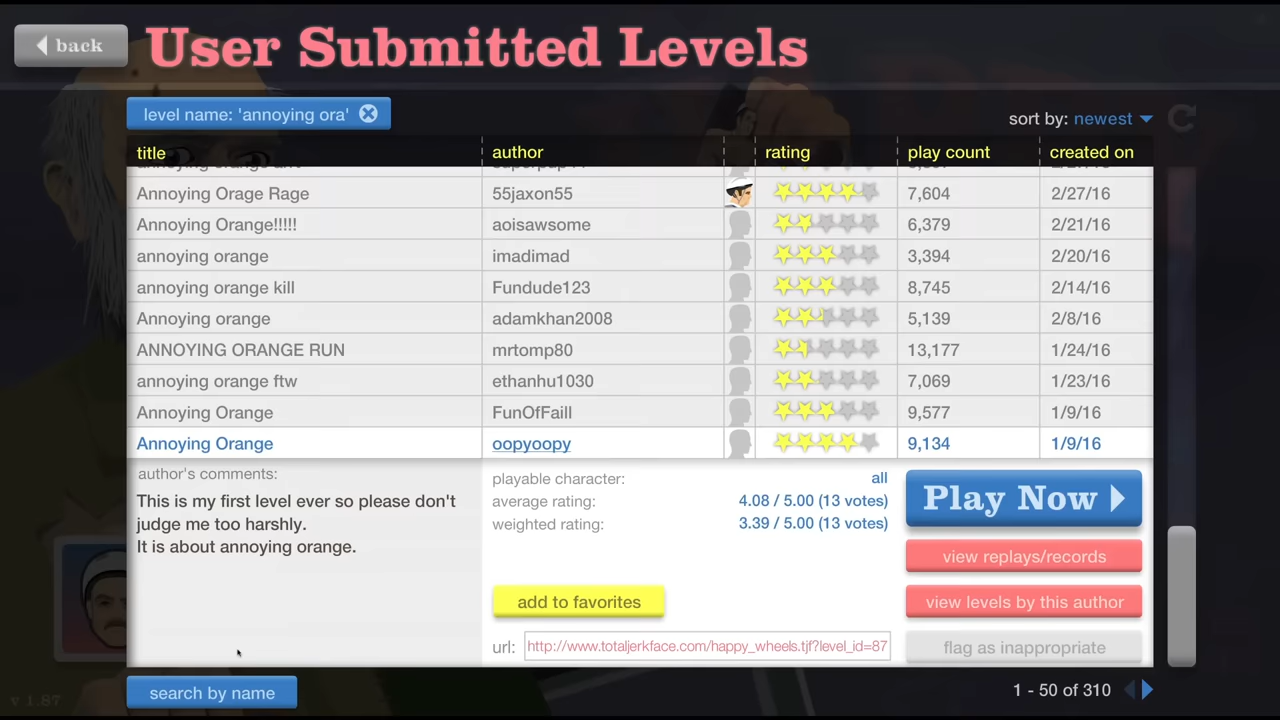 back
User Submitted Levels
level name: 'annoying ora'
sort by: newest
title author rating play count created on
Annoying Orage Rage 55jaxon55 7,604 2/27/16
Annoying Orange!!!!! aoisawsome 6,379 2/21/16
annoying orange imadimad 3,394 2/20/16
annoying orange kill Fundude123 8,745 2/14/16
Annoying orange adamkhan2008 5,139 2/8/16
ANNOYING ORANGE RUN mrtomp80 13,177 1/24/16
annoying orange ftw ethanhu1030 7,069 1/23/16
Annoying Orange FunOfFaill 9,577 1/9/16
Annoying Orange oopyoopy 9,134 1/9/16
author's comments:
This is my first level ever so please don't
judge me too harshly.
It is about annoying orange.
playable character: all
average rating: 4.08 / 5.00 (13 votes)
weighted rating: 3.39 / 5.00 (13 votes)
add to favorites
url: http://www.totaljerkface.com/happy_wheels.tjf?level_id=87
Play Now
view replays/records
view levels by this author
flag as inappropriate
v 1.87
search by name
1 - 50 of 310